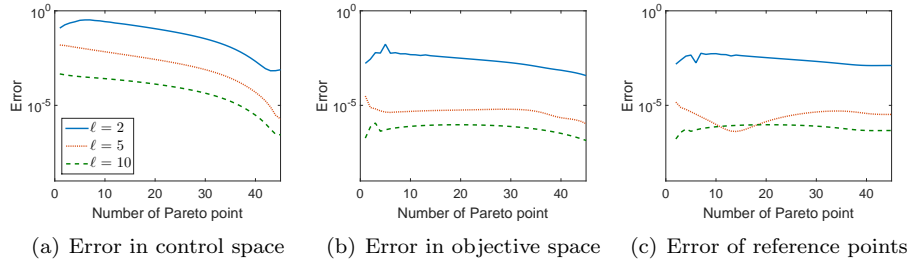 10^0
10^-5
Error
ℓ = 2
ℓ = 5
ℓ = 10
0 10 20 30 40
Number of Pareto point
(a) Error in control space
10^0
10^-5
Error
0 10 20 30 40
Number of Pareto point
(b) Error in objective space
10^0
10^-5
Error
0 10 20 30 40
Number of Pareto point
(c) Error of reference points